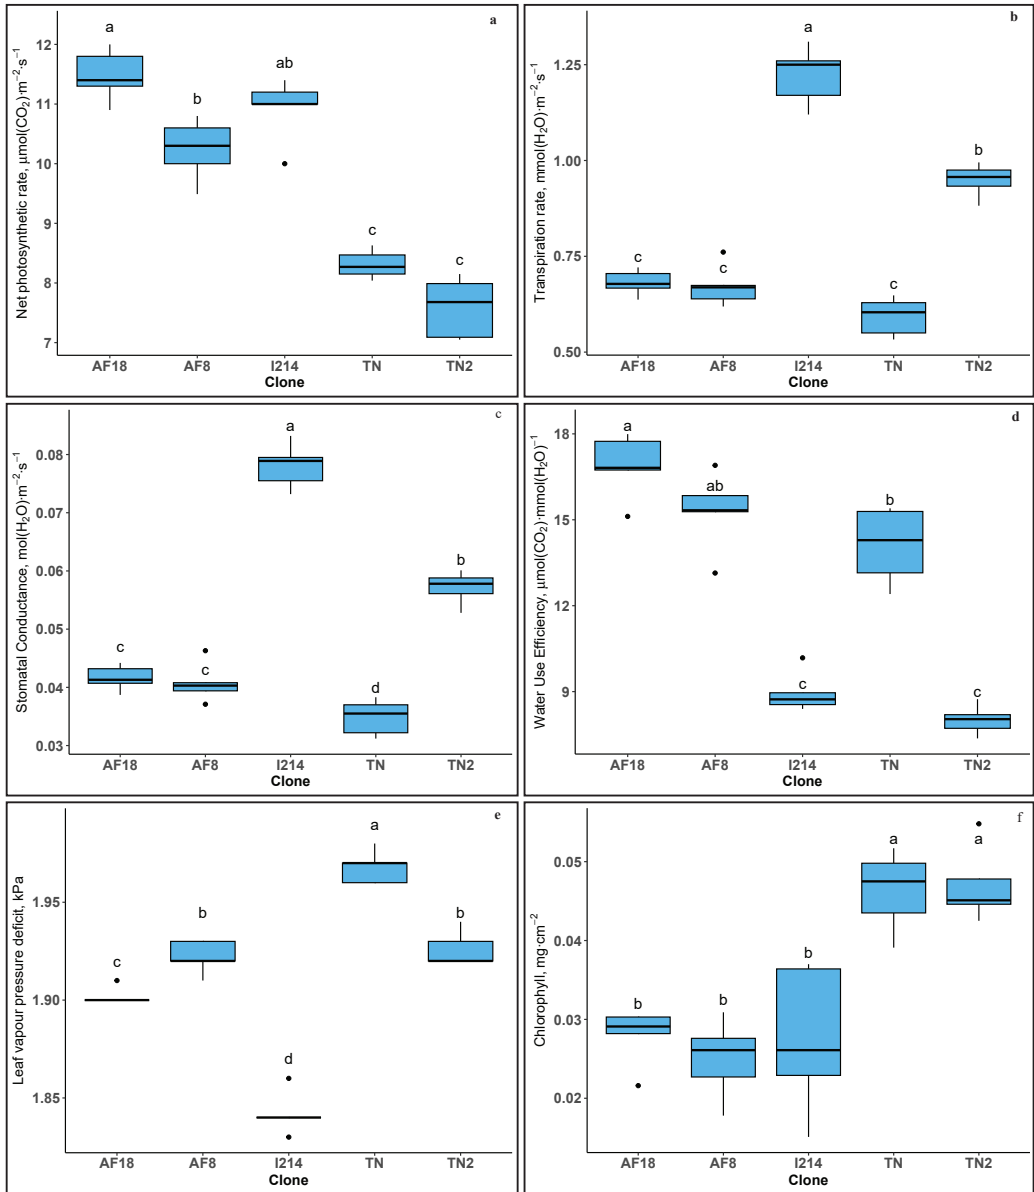 a
Net photosynthetic rate, µmol(CO₂)·m⁻²·s⁻¹
12
11
10
9
8
7
a
b
ab
c
c
AF18 AF8 I214 TN TN2
Clone
b
Transpiration rate, mmol(H₂O)·m⁻²·s⁻¹
1.25
1.00
0.75
0.50
c
c
a
c
b
AF18 AF8 I214 TN TN2
Clone
c
Stomatal Conductance, mol(H₂O)·m⁻²·s⁻¹
0.08
0.07
0.06
0.05
0.04
0.03
c
c
a
d
b
AF18 AF8 I214 TN TN2
Clone
d
Water Use Efficiency, µmol(CO₂)·mmol(H₂O)⁻¹
18
15
12
9
a
ab
c
b
c
AF18 AF8 I214 TN TN2
Clone
e
Leaf vapour pressure deficit, kPa
1.95
1.90
1.85
c
b
d
a
b
AF18 AF8 I214 TN TN2
Clone
f
Chlorophyll, mg·cm⁻²
0.05
0.04
0.03
0.02
b
b
b
a
a
AF18 AF8 I214 TN TN2
Clone